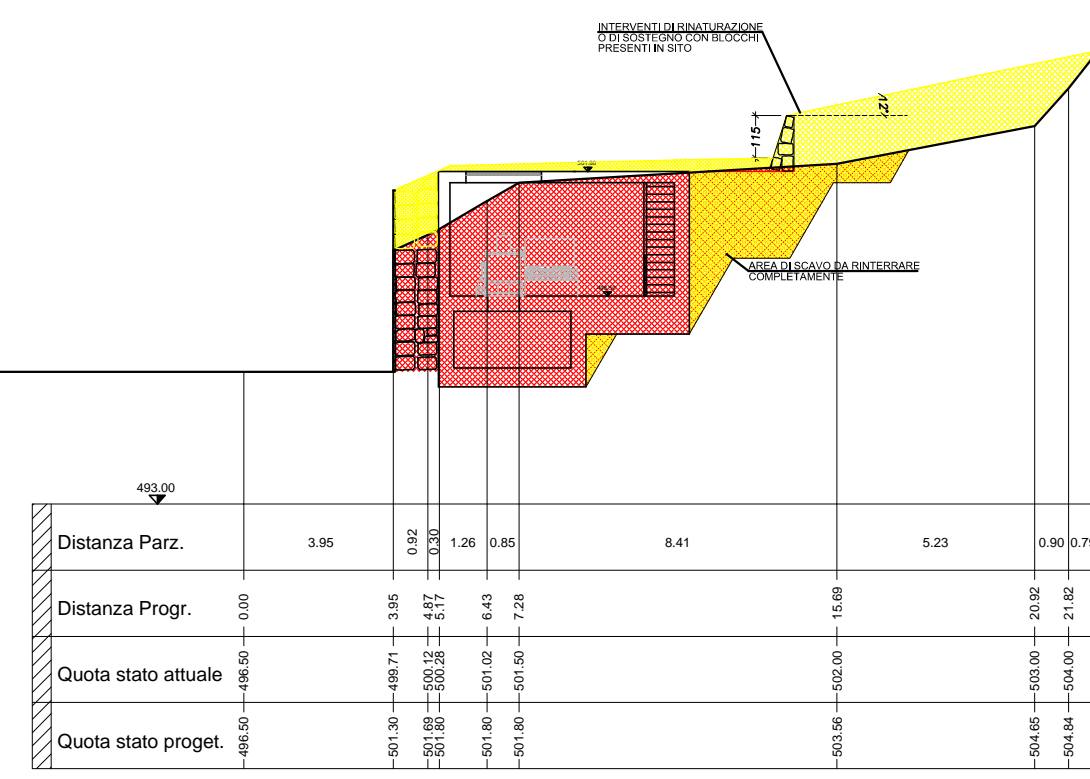 INTERVENTI DI RINATURAZIONE
O DI SOSTEGNO CON BLOCCHI
PRESENTI IN SITO
12°
115
501.80
AREA DI SCAVO DA RINTERRARE
COMPLETAMENTE
493.00
Distanza Parz. 3.95 0.92 0.30 1.26 0.85 8.41 5.23 0.90 0.79
Distanza Progr. 0.00 3.95 4.87 5.17 6.43 7.28 15.69 20.92 21.82
Quota stato attuale 496.50 499.71 500.12 500.28 501.02 501.50 502.00 503.00 504.00
Quota stato proget. 496.50 501.30 501.69 501.80 501.80 501.80 503.56 504.65 504.84